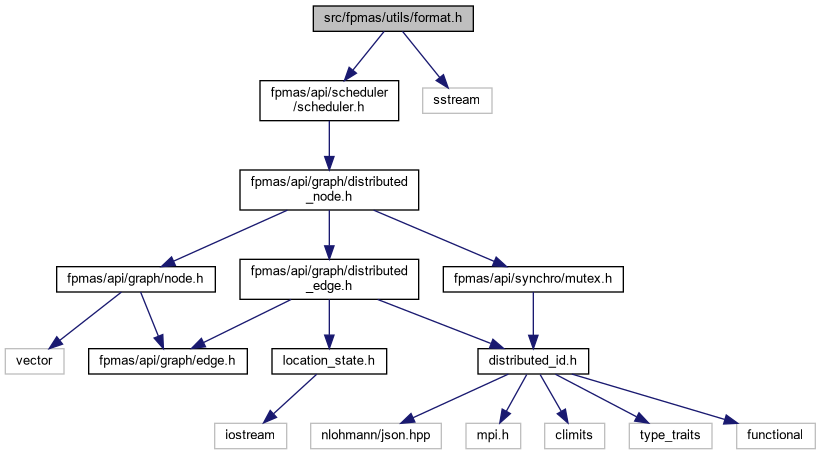 src/fpmas/utils/format.h
fpmas/api/scheduler
/scheduler.h
sstream
fpmas/api/graph/distributed
_node.h
fpmas/api/graph/node.h
fpmas/api/graph/distributed
_edge.h
fpmas/api/synchro/mutex.h
vector
fpmas/api/graph/edge.h
location_state.h
distributed_id.h
iostream
nlohmann/json.hpp
mpi.h
climits
type_traits
functional